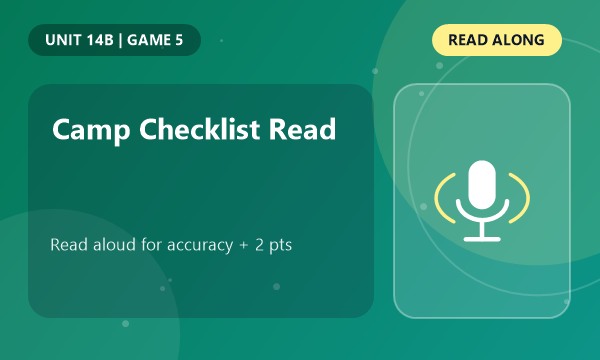 UNIT 14B | GAME 5
READ ALONG
Camp Checklist Read
Read aloud for accuracy + 2 pts